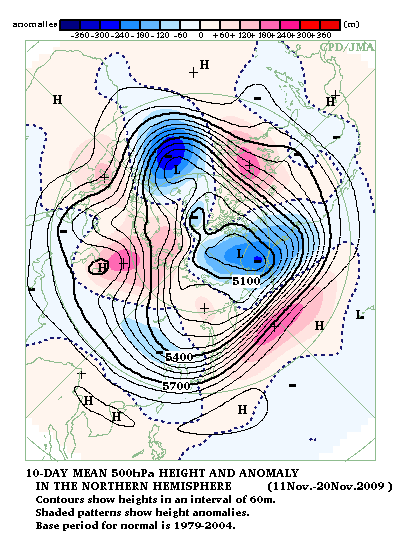 anomalies -360 -300 -240 -180 -120 -60 0 +60 +120 +180 +240 +300 +360 (m)
CPD/JMA
H
H
H
L
H
L
5100
L
H
5400
5700
H
H
H
10-DAY MEAN 500hPa HEIGHT AND ANOMALY
IN THE NORTHERN HEMISPHERE (11Nov.-20Nov.2009 )
Contours show heights in an interval of 60m.
Shaded patterns show height anomalies.
Base period for normal is 1979-2004.